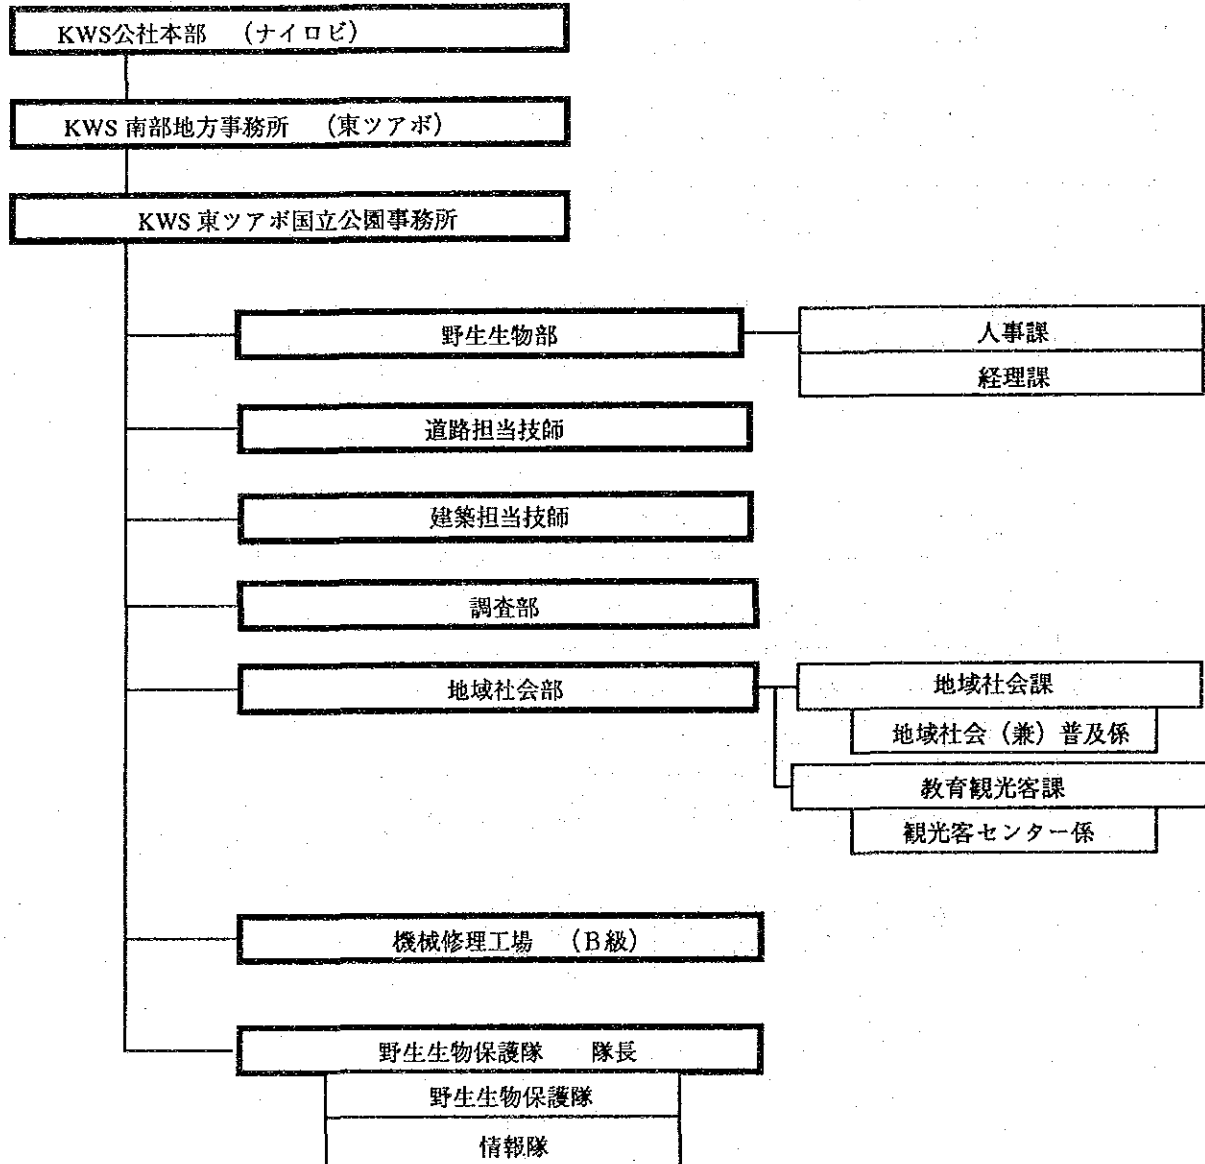 KWS公社本部 (ナイロビ)
KWS 南部地方事務所 (東ツアボ)
KWS 東ツアボ国立公園事務所
野生生物部
人事課
経理課
道路担当技師
建築担当技師
調査部
地域社会部
地域社会課
地域社会(兼)普及係
教育観光客課
観光客センター係
機械修理工場 (B級)
野生生物保護隊 隊長
野生生物保護隊
情報隊